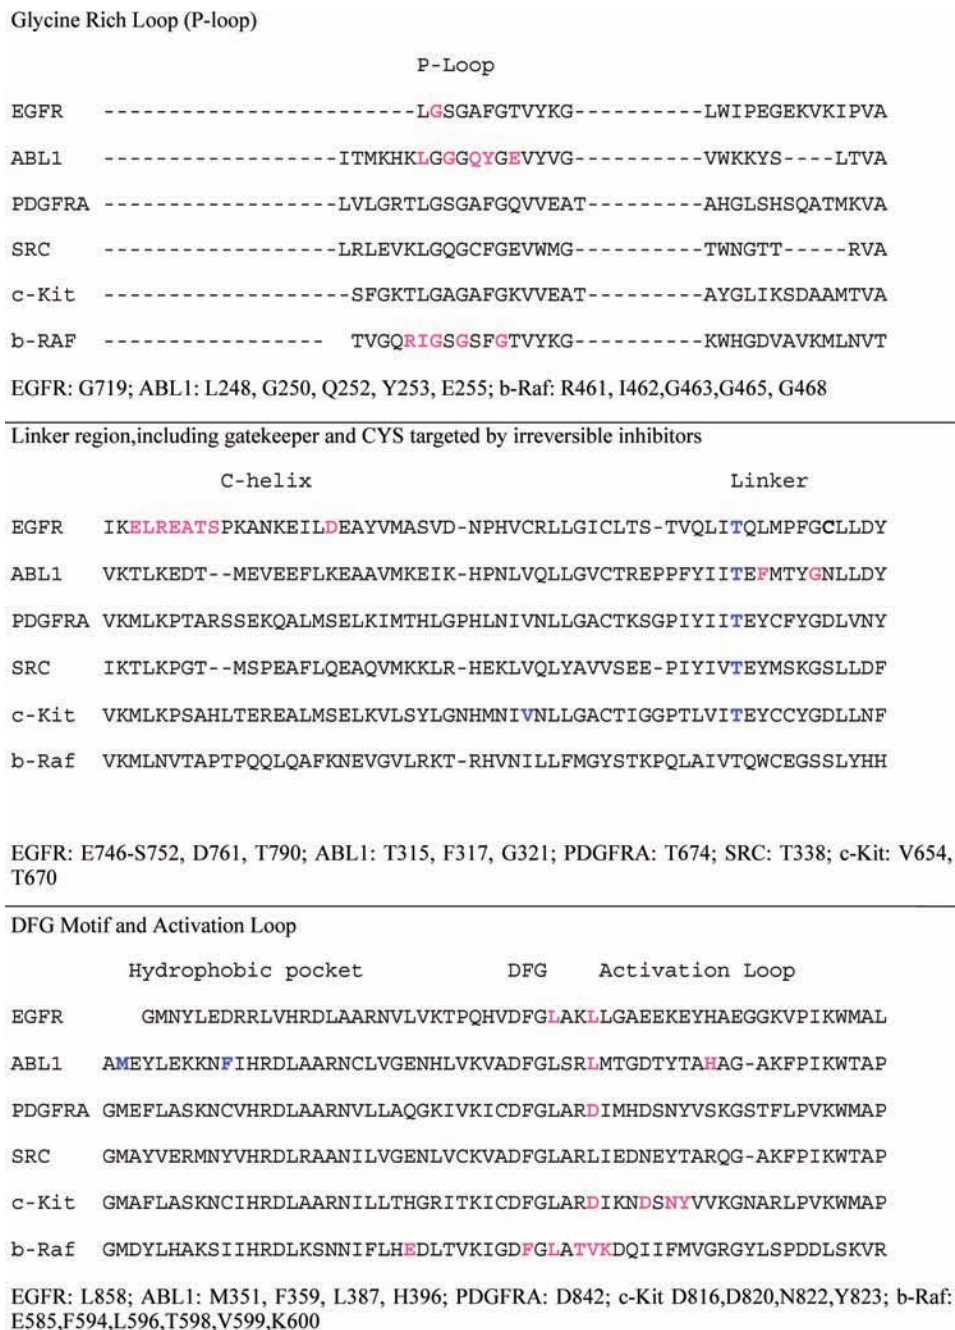 Glycine Rich Loop (P-loop)
P-Loop
EGFR ------------------------LGSGAFGTVYKG----------LWIPEGEKVKIPVA
ABL1 ------------------ITMKHKLGGGQYGEVYVG----------VWKKYS----LTVA
PDGFRA ------------------LVLGRTLGSGAFGQVVEAT---------AHGLSHSQATMKVA
SRC ------------------LRLEVKLGQGCFGEVWMG----------TWNGTT-----RVA
c-Kit -------------------SFGKTLGAGAFGKVVEAT---------AYGLIKSDAAMTVA
b-RAF ----------------- TVGQRIGSGSFGTVYKG----------KWHGDVAVKMLNVT
EGFR: G719; ABL1: L248, G250, Q252, Y253, E255; b-Raf: R461, I462,G463,G465, G468
Linker region,including gatekeeper and CYS targeted by irreversible inhibitors
C-helix Linker
EGFR IKELREATSPKANKEILDEAYVMASVD-NPHVCRLLGICLTS-TVQLITQLMPFGCLLDY
ABL1 VKTLKEDT--MEVEEFLKEAAVMKEIK-HPNLVQLLGVCTREPPFYIITEFMTYGNLLDY
PDGFRA VKMLKPTARSSEKQALMSELKIMTHLGPHLNIVNLLGACTKSGPIYIITEYCFYGDLVNY
SRC IKTLKPGT--MSPEAFLQEAQVMKKLR-HEKLVQLYAVVSEE-PIYIVTEYMSKGSLLDF
c-Kit VKMLKPSAHLTEREALMSELKVLSYLGNHMNIVNLLGACTIGGPTLVITEYCCYGDLLNF
b-Raf VKMLNVTAPTPQQLQAFKNEVGVLRKT-RHVNILLFMGYSTKPQLAIVTQWCEGSSLYHH
EGFR: E746-S752, D761, T790; ABL1: T315, F317, G321; PDGFRA: T674; SRC: T338; c-Kit: V654,
T670
DFG Motif and Activation Loop
Hydrophobic pocket DFG Activation Loop
EGFR GMNYLEDRRLVHRDLAARNVLVKTPQHVDFGLAKLLGAEEKEYHAEGGKVPIKWMAL
ABL1 AMEYLEKKNFIHRDLAARNCLVGENHLVKVADFGLSRLMTGDTYTAHAG-AKFPIKWTAP
PDGFRA GMEFLASKNCVHRDLAARNVLLAQGKIVKICDFGLARDIMHDSNYVSKGSTFLPVKWMAP
SRC GMAYVERMNYVHRDLRAANILVGENLVCKVADFGLARLIEDNEYTARQG-AKFPIKWTAP
c-Kit GMAFLASKNCIHRDLAARNILLTHGRITKICDFGLARDIKNDSNYVVKGNARLPVKWMAP
b-Raf GMDYLHAKSIIHRDLKSNNIFLHEDLTVKIGDFGLATVKDQIIFMVGRGYLSPDDLSKVR
EGFR: L858; ABL1: M351, F359, L387, H396; PDGFRA: D842; c-Kit D816,D820,N822,Y823; b-Raf:
E585,F594,L596,T598,V599,K600